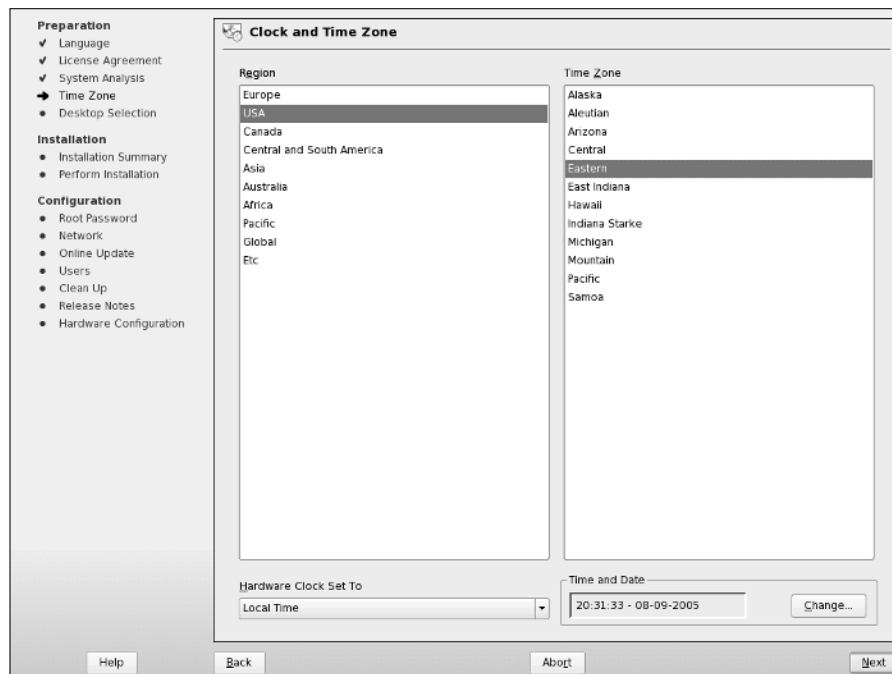 Preparation
Language
License Agreement
System Analysis
Time Zone
Desktop Selection
Installation
Installation Summary
Perform Installation
Configuration
Root Password
Network
Online Update
Users
Clean Up
Release Notes
Hardware Configuration
Clock and Time Zone
Region
Europe
USA
Canada
Central and South America
Asia
Australia
Africa
Pacific
Global
Etc
Time Zone
Alaska
Aleutian
Arizona
Central
Eastern
East Indiana
Hawaii
Indiana Starke
Michigan
Mountain
Pacific
Samoa
Hardware Clock Set To
Local Time
Time and Date
20:31:33 - 08-09-2005
Change...
Help
Back
Abort
Next